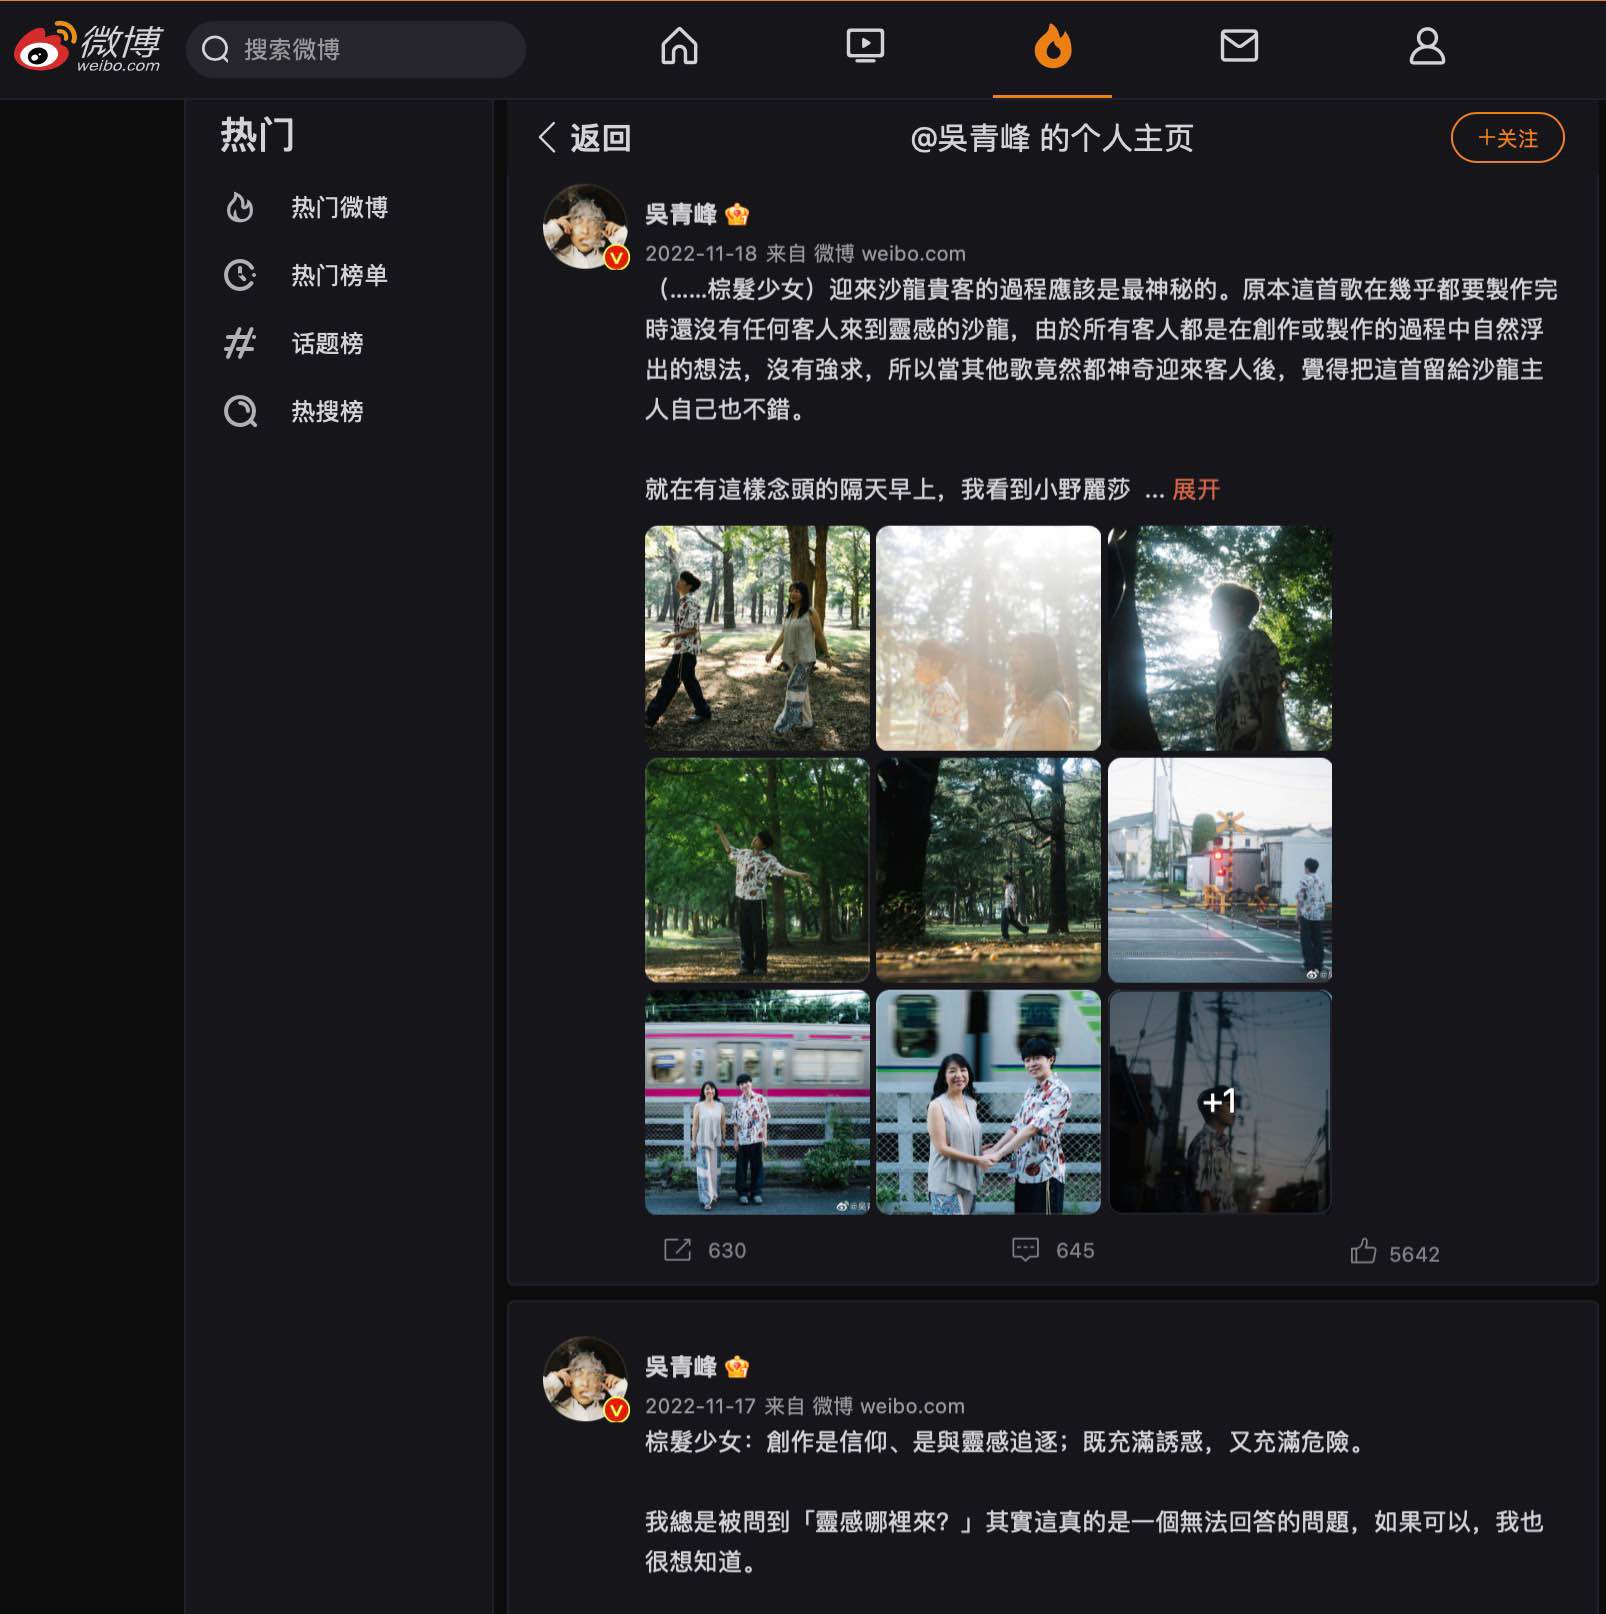 微博
weibo.com
搜索微博
热门
热门微博
热门榜单
话题榜
热搜榜
返回
@吳青峰 的个人主页
+关注
吳青峰
2022-11-18 来自 微博 weibo.com
（……棕髮少女）迎來沙龍貴客的過程應該是最神秘的。原本這首歌在幾乎都要製作完
時還沒有任何客人來到靈感的沙龍，由於所有客人都是在創作或製作的過程中自然浮
出的想法，沒有強求，所以當其他歌竟然都神奇迎來客人後，覺得把這首留給沙龍主
人自己也不錯。
就在有這樣念頭的隔天早上，我看到小野麗莎 ... 展开
+1
630
645
5642
吳青峰
2022-11-17 来自 微博 weibo.com
棕髮少女：創作是信仰、是與靈感追逐；既充滿誘惑，又充滿危險。
我總是被問到「靈感哪裡來？」其實這真的是一個無法回答的問題，如果可以，我也
很想知道。